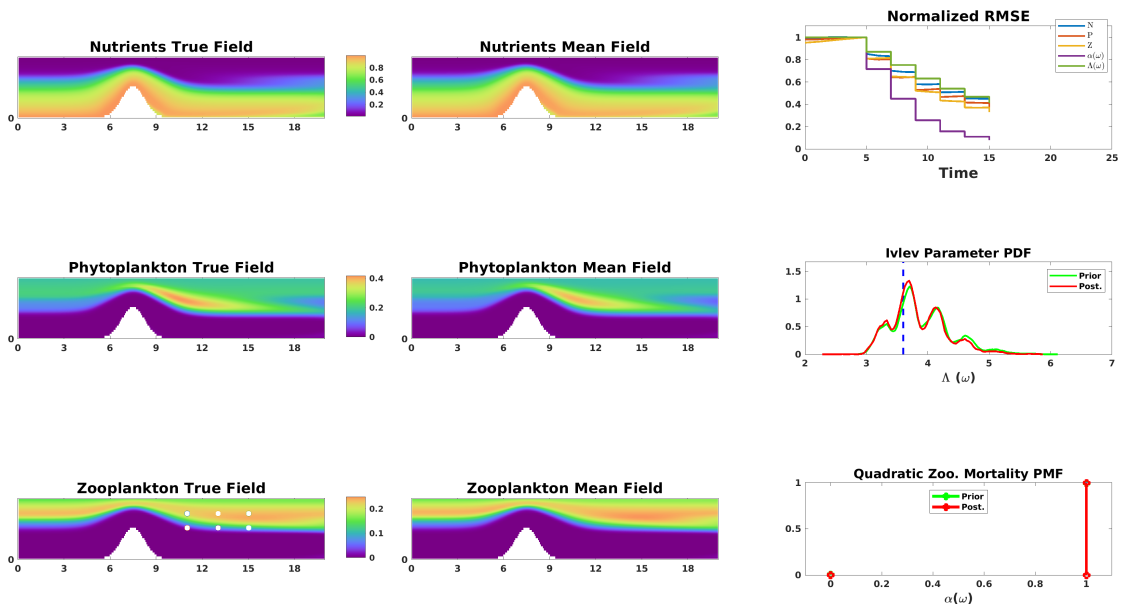 Nutrients True Field
0.8
0.6
0.4
0.2
0
0 3 6 9 12 15 18
Nutrients Mean Field
0
0 3 6 9 12 15 18
Normalized RMSE
1
0.8
0.6
0.4
0.2
0
0 5 10 15 20 25
Time
N
P
Z
α(ω)
Λ(ω)
Phytoplankton True Field
0.4
0.2
0
0
0 3 6 9 12 15 18
Phytoplankton Mean Field
0
0 3 6 9 12 15 18
Ivlev Parameter PDF
1.5
1
0.5
0
2 3 4 5 6 7
Λ (ω)
Prior
Post.
Zooplankton True Field
0.2
0.1
0
0
0 3 6 9 12 15 18
Zooplankton Mean Field
0
0 3 6 9 12 15 18
Quadratic Zoo. Mortality PMF
1
0.5
0
0 0.2 0.4 0.6 0.8 1
α(ω)
Prior
Post.